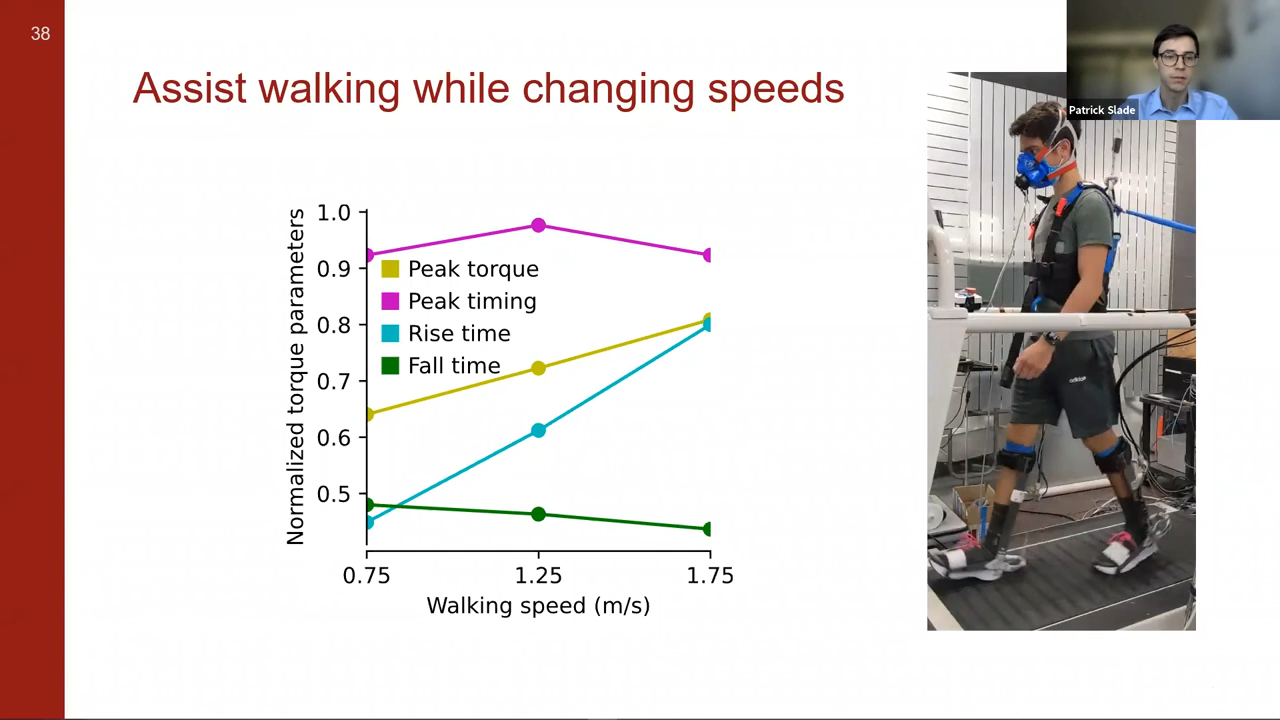 38
Patrick Slade
Assist walking while changing speeds
Normalized torque parameters
1.0
0.9
0.8
0.7
0.6
0.5
Peak torque
Peak timing
Rise time
Fall time
0.75 1.25 1.75
Walking speed (m/s)
adidas